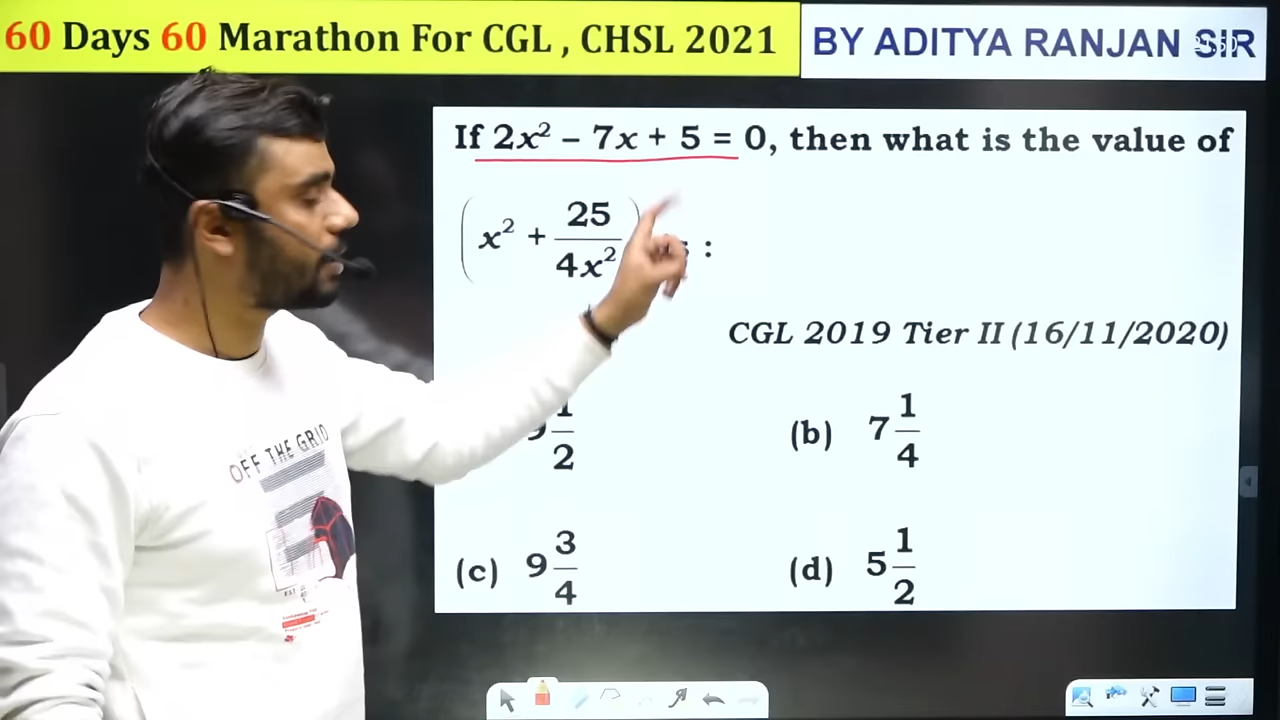 60 Days 60 Marathon For CGL , CHSL 2021
BY ADITYA RANJAN SIR
If 2x² – 7x + 5 = 0, then what is the value of
(x² + 25/4x²) :
CGL 2019 Tier II (16/11/2020)
1/2
(b) 7 1/4
(c) 9 3/4
(d) 5 1/2
OFF THE GRID